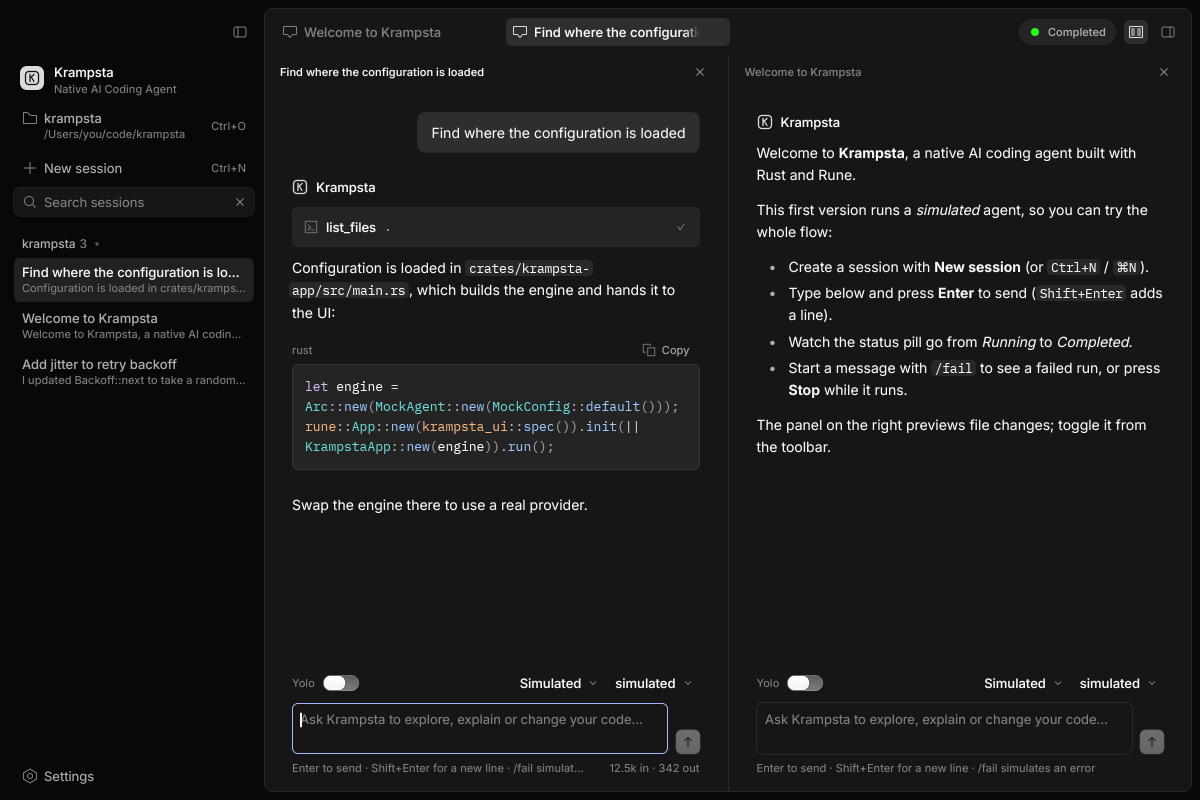 Krampsta
Native AI Coding Agent
krampsta
/Users/you/code/krampsta
Ctrl+O
New session
Ctrl+N
Search sessions
krampsta 3
Find where the configuration is lo...
Configuration is loaded in crates/kramps...
Welcome to Krampsta
Welcome to Krampsta, a native AI codin...
Add jitter to retry backoff
I updated Backoff::next to take a random...
Settings
Welcome to Krampsta
Find where the configurati
Completed
Find where the configuration is loaded
Find where the configuration is loaded
K Krampsta
list_files .
Configuration is loaded in crates/krampsta-
app/src/main.rs, which builds the engine and hands it to
the UI:
rust
Copy
let engine =
Arc::new(MockAgent::new(MockConfig::default()));
rune::App::new(krampsta_ui::spec()).init(||
KrampstaApp::new(engine)).run();
Swap the engine there to use a real provider.
Yolo
Simulated
simulated
Ask Krampsta to explore, explain or change your code...
Enter to send · Shift+Enter for a new line · /fail simulat...
12.5k in · 342 out
Welcome to Krampsta
K Krampsta
Welcome to Krampsta, a native AI coding agent built with
Rust and Rune.
This first version runs a simulated agent, so you can try the
whole flow:
• Create a session with New session (or Ctrl+N / ⌘N).
• Type below and press Enter to send (Shift+Enter adds
a line).
• Watch the status pill go from Running to Completed.
• Start a message with /fail to see a failed run, or press
Stop while it runs.
The panel on the right previews file changes; toggle it from
the toolbar.
Yolo
Simulated
simulated
Ask Krampsta to explore, explain or change your code...
Enter to send · Shift+Enter for a new line · /fail simulates an error